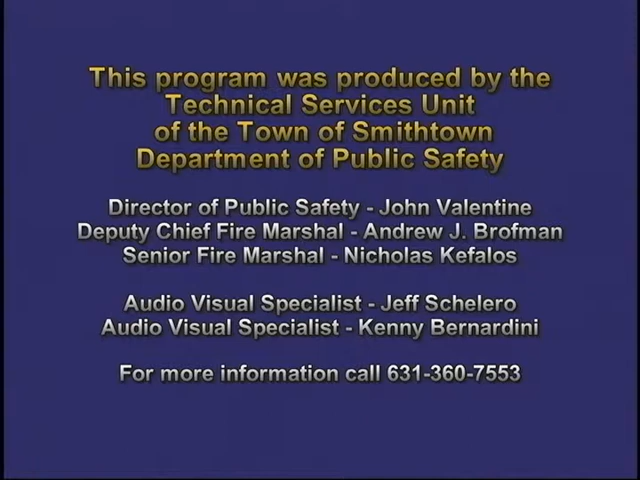 This program was produced by the
Technical Services Unit
of the Town of Smithtown
Department of Public Safety
Director of Public Safety - John Valentine
Deputy Chief Fire Marshal - Andrew J. Brofman
Senior Fire Marshal - Nicholas Kefalos
Audio Visual Specialist - Jeff Schelero
Audio Visual Specialist - Kenny Bernardini
For more information call 631-360-7553